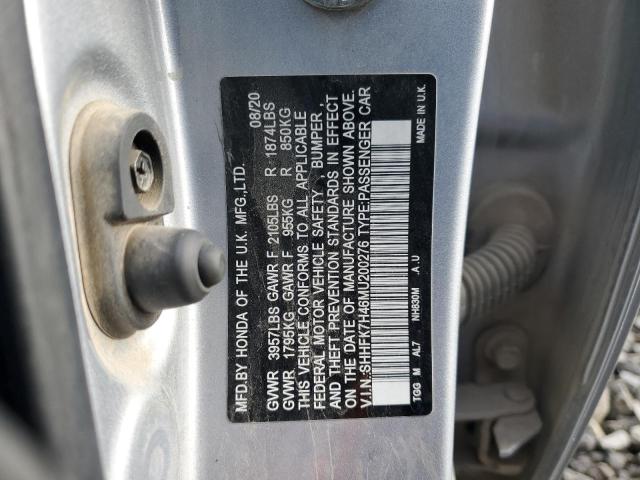 MFD.BY HONDA OF THE U.K. MFG.,LTD. 08/20
GVWR 3957LBS GAWR F 2105LBS R 1874LBS
GVWR 1795KG GAWR F 955KG R 850KG
THIS VEHICLE CONFORMS TO ALL APPLICABLE
FEDERAL MOTOR VEHICLE SAFETY , BUMPER ,
AND THEFT PREVENTION STANDARDS IN EFFECT
ON THE DATE OF MANUFACTURE SHOWN ABOVE.
V.I.N.:SHHFK7H46MU200276 TYPE:PASSENGER CAR
TGG M AL7 NH830M A U MADE IN U.K.